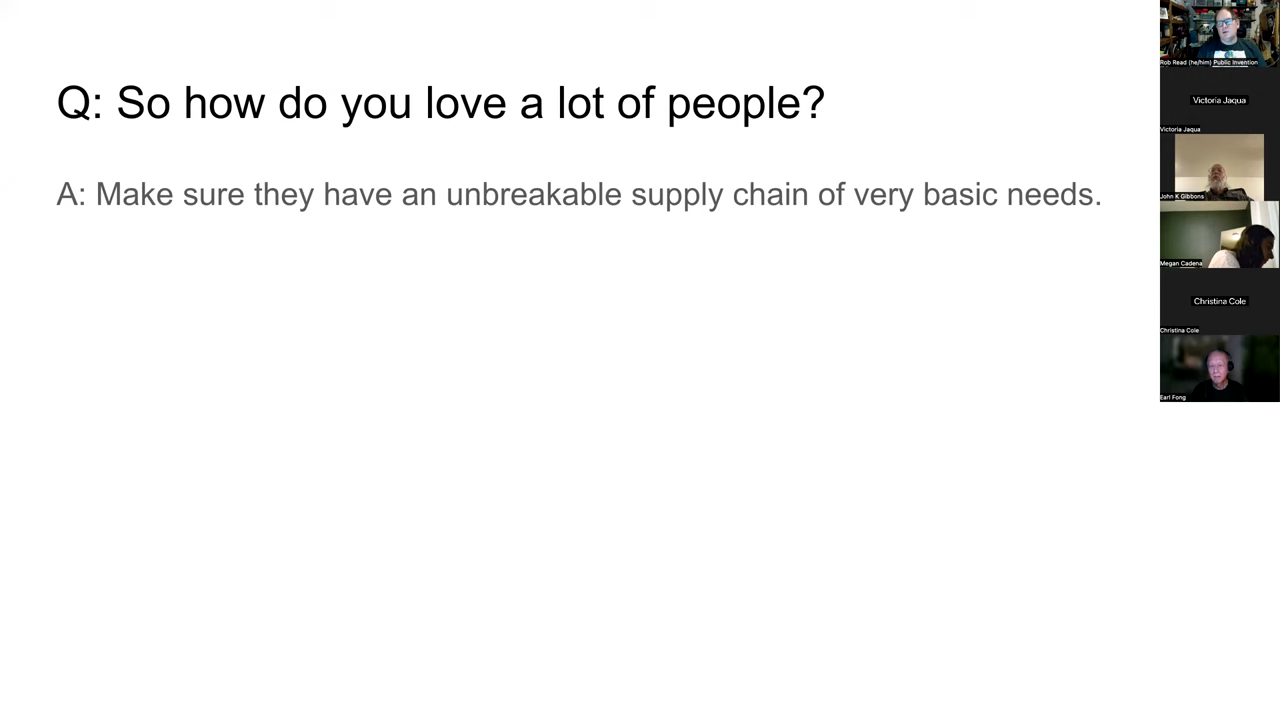 Q: So how do you love a lot of people?
A: Make sure they have an unbreakable supply chain of very basic needs.
Rob Read (he/him) Public Invention
Victoria Jaqua
Victoria Jaqua
John K Gibbons
Megan Cadena
Christina Cole
Christina Cole
Earl Fong